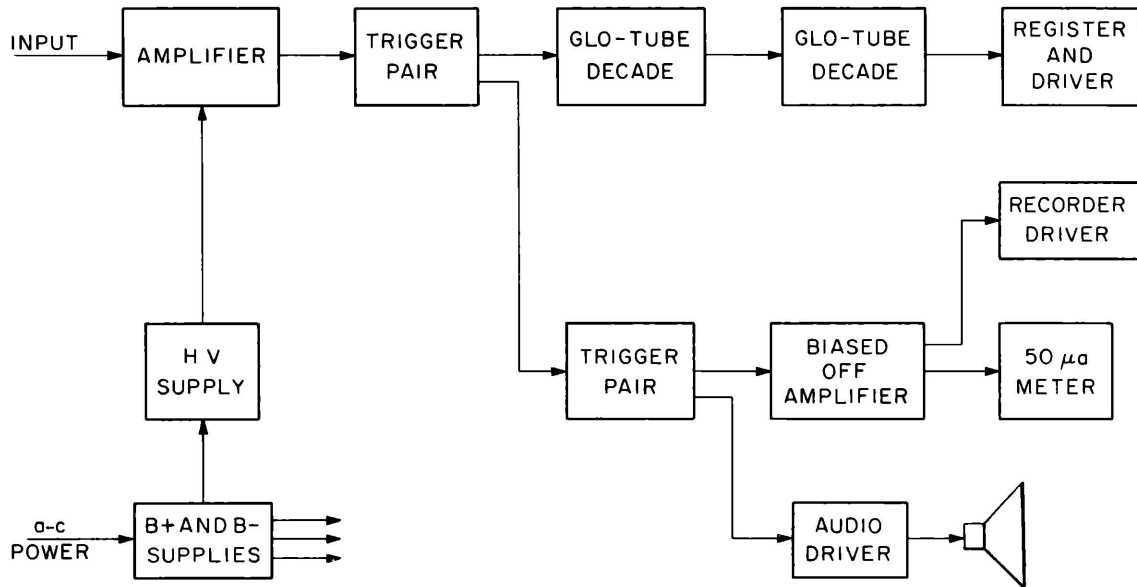 INPUT
AMPLIFIER
TRIGGER
PAIR
GLO-TUBE
DECADE
GLO-TUBE
DECADE
REGISTER
AND
DRIVER
RECORDER
DRIVER
H V
SUPPLY
TRIGGER
PAIR
BIASED
OFF
AMPLIFIER
50 μa
METER
a-c
POWER
B+ AND B-
SUPPLIES
AUDIO
DRIVER